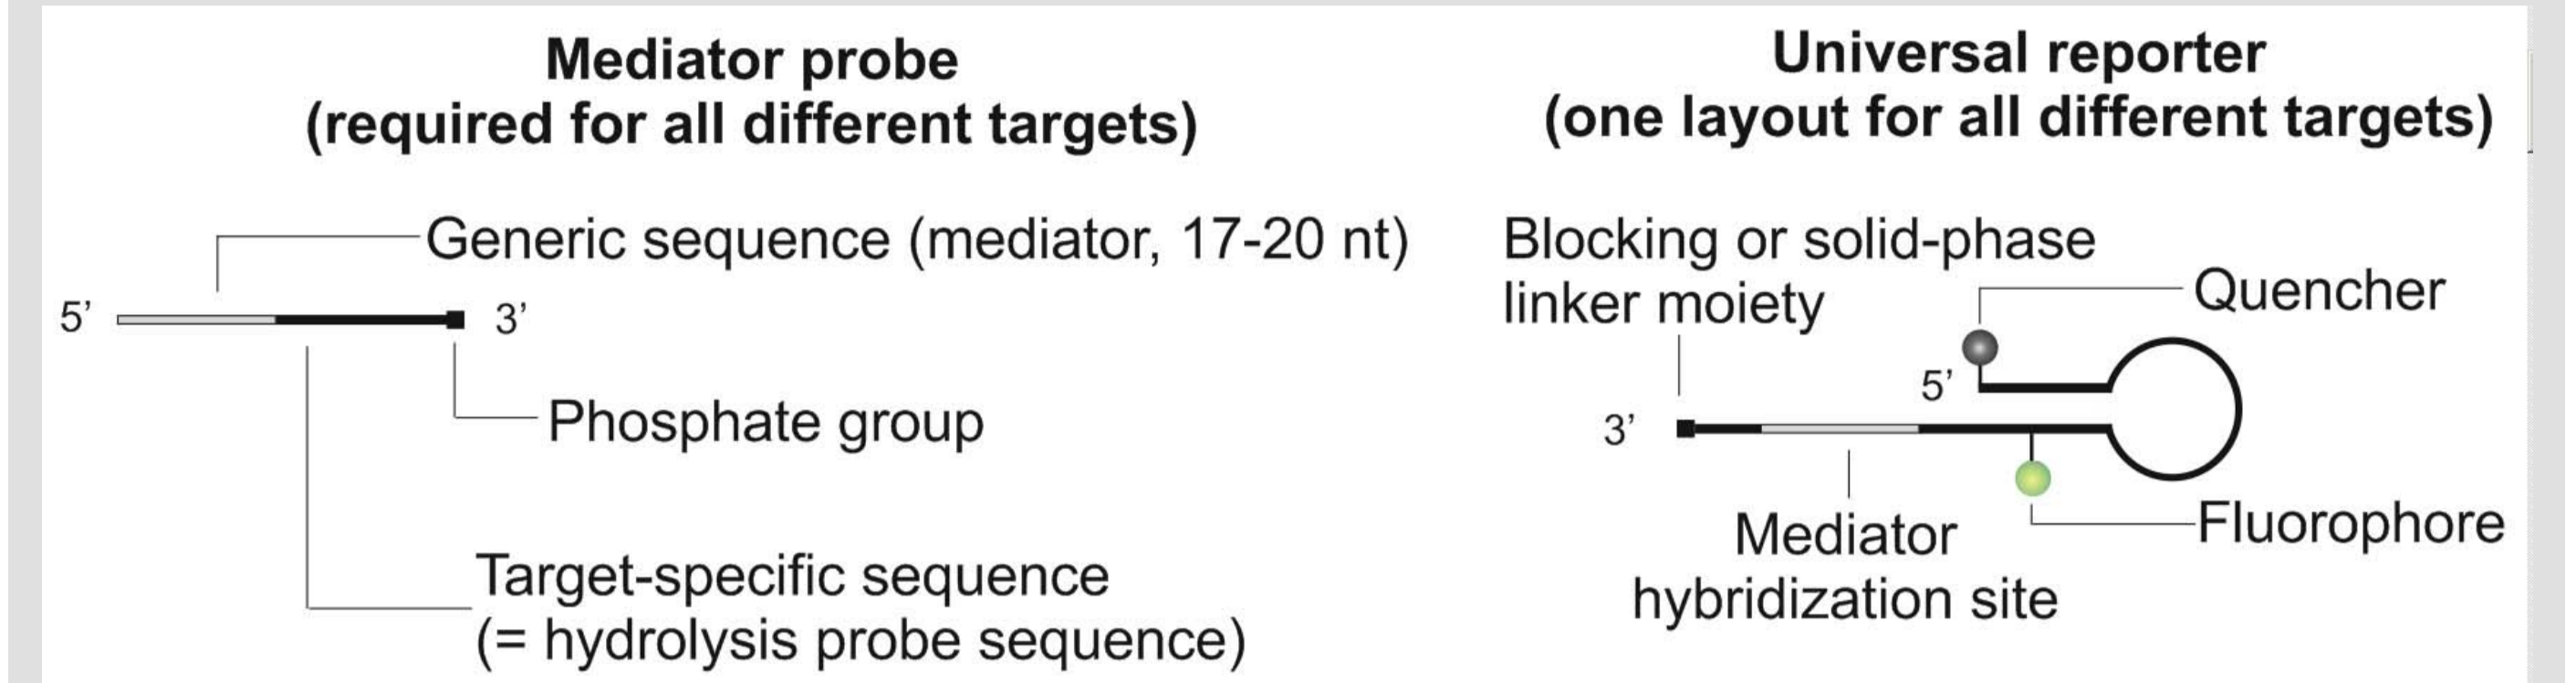 Mediator probe
(required for all different targets)
Generic sequence (mediator, 17-20 nt)
5’
3’
Phosphate group
Target-specific sequence
(= hydrolysis probe sequence)
Universal reporter
(one layout for all different targets)
Blocking or solid-phase
linker moiety
Quencher
5’
3’
Fluorophore
Mediator
hybridization site